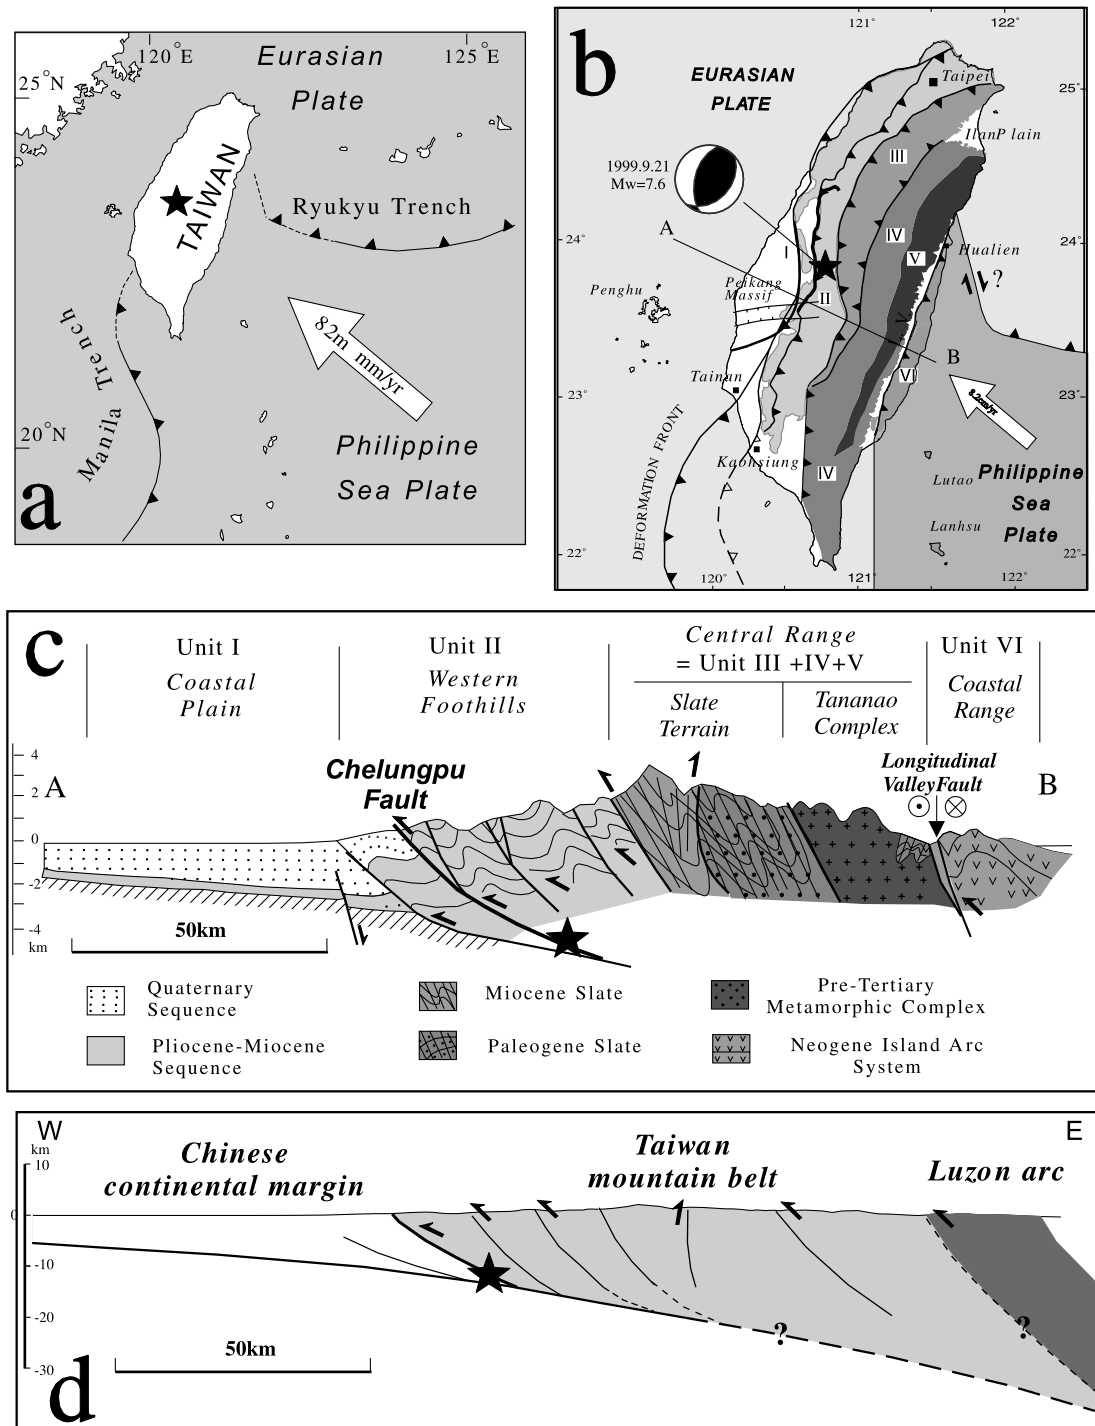 120°E
125°E
25°N
Eurasian
Plate
TAIWAN
Ryukyu Trench
82m mm/yr
Manila Trench
20°N
Philippine
Sea Plate
a
b
121°
122°
EURASIAN
PLATE
Taipei
25°
IlanP lain
1999.9.21
Mw=7.6
III
A
24°
24°
I
IV
V
Hualien
?
Penghu
Peikang
Massif
II
B
VI
Tainan
8.2cm/yr
23°
23°
DEFORMATION FRONT
Kaohsiung
IV
Lutao
Philippine
Sea
Plate
Lanhsu
22°
22°
120°
121°
122°
c
Unit I
Coastal
Plain
Unit II
Western
Foothills
Central Range
= Unit III +IV+V
Slate
Terrain
Tananao
Complex
Unit VI
Coastal
Range
4
2
0
-2
-4
km
A
Chelungpu
Fault
Longitudinal
ValleyFault
B
50km
Quaternary
Sequence
Pliocene-Miocene
Sequence
Miocene Slate
Paleogene Slate
Pre-Tertiary
Metamorphic Complex
Neogene Island Arc
System
W
E
km
10
0
-10
-20
-30
Chinese
continental margin
Taiwan
mountain belt
Luzon arc
?
?
50km
d